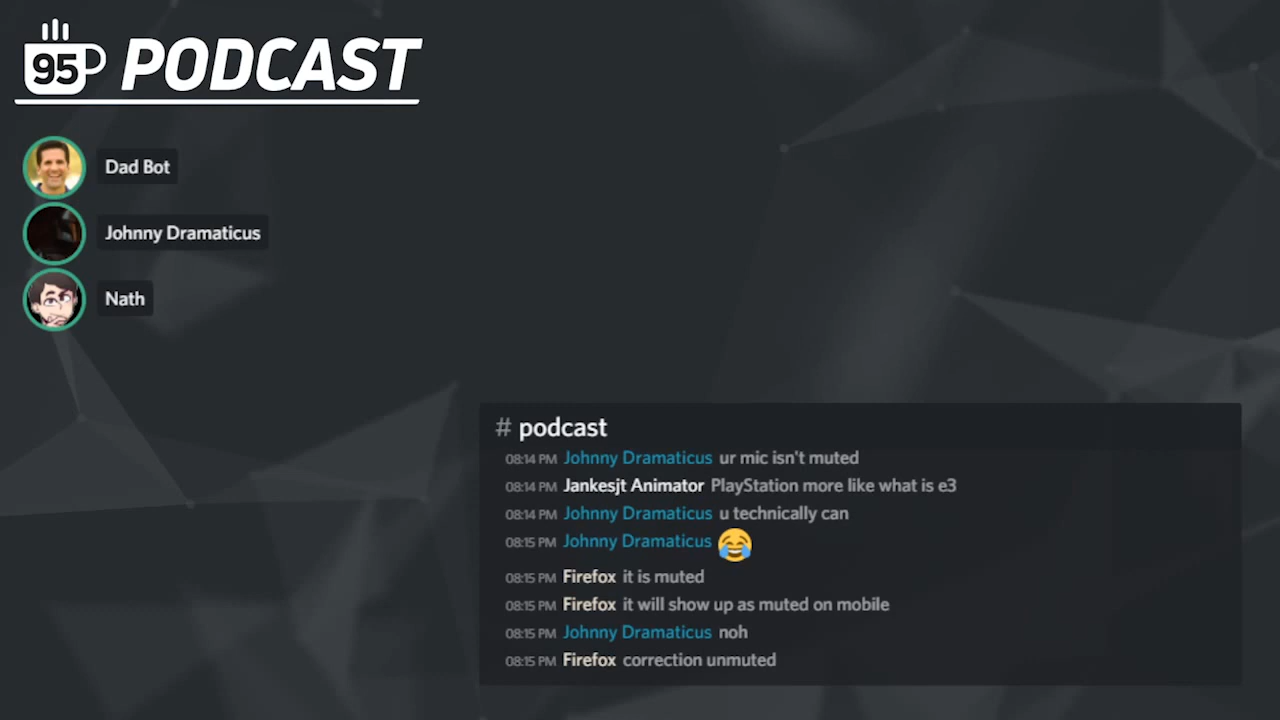 95 PODCAST
Dad Bot
Johnny Dramaticus
Nath
# podcast
08:14 PM Johnny Dramaticus ur mic isn't muted
08:14 PM Jankesjt Animator PlayStation more like what is e3
08:14 PM Johnny Dramaticus u technically can
08:15 PM Johnny Dramaticus 😂
08:15 PM Firefox it is muted
08:15 PM Firefox it will show up as muted on mobile
08:15 PM Johnny Dramaticus noh
08:15 PM Firefox correction unmuted